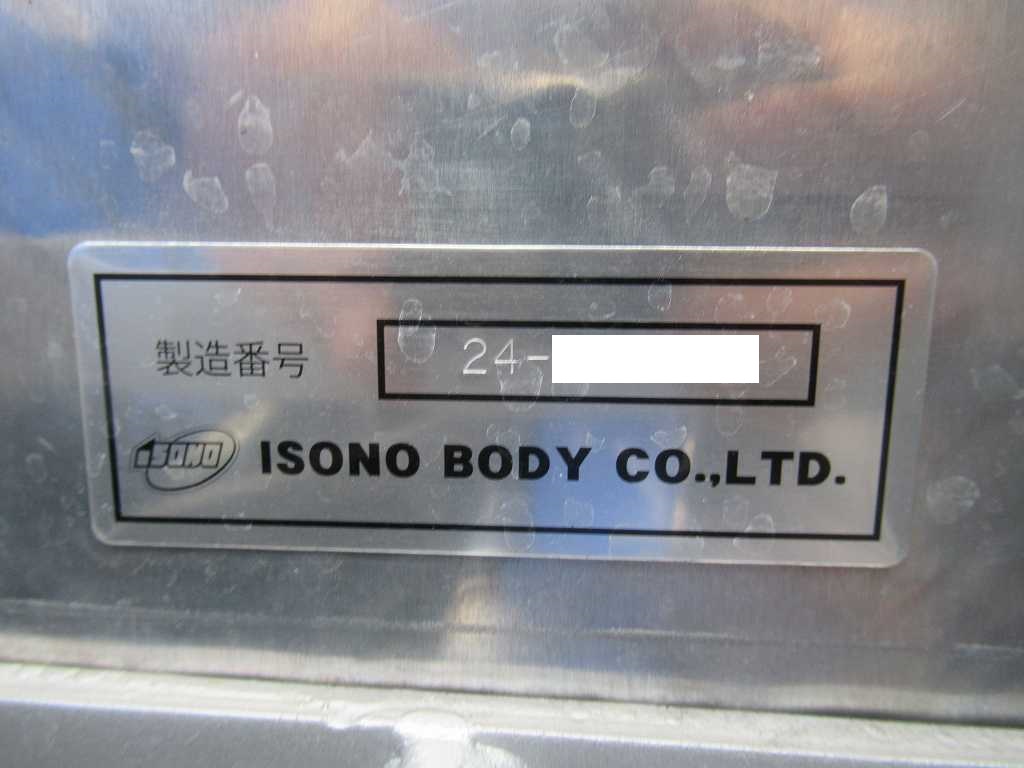 製造番号 24-
ISONO ISONO BODY CO.,LTD.